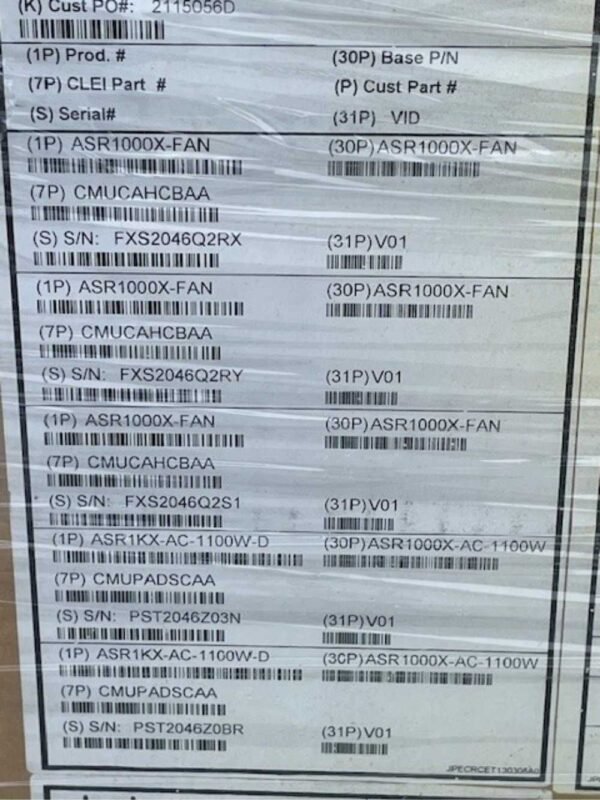 (K) Cust PO#: 2115056D
(1P) Prod. # (30P) Base P/N
(7P) CLEI Part # (P) Cust Part #
(S) Serial# (31P) VID
(1P) ASR1000X-FAN (30P)ASR1000X-FAN
(7P) CMUCAHCBAA
(S) S/N: FXS2046Q2RX (31P)V01
(1P) ASR1000X-FAN (30P)ASR1000X-FAN
(7P) CMUCAHCBAA
(S) S/N: FXS2046Q2RY (31P)V01
(1P) ASR1000X-FAN (30P)ASR1000X-FAN
(7P) CMUCAHCBAA
(S) S/N: FXS2046Q2S1 (31P)V01
(1P) ASR1KX-AC-1100W-D (30P)ASR1000X-AC-1100W
(7P) CMUPADSCAA
(S) S/N: PST2046Z03N (31P)V01
(1P) ASR1KX-AC-1100W-D (30P)ASR1000X-AC-1100W
(7P) CMUPADSCAA
(S) S/N: PST2046Z0BR (31P)V01